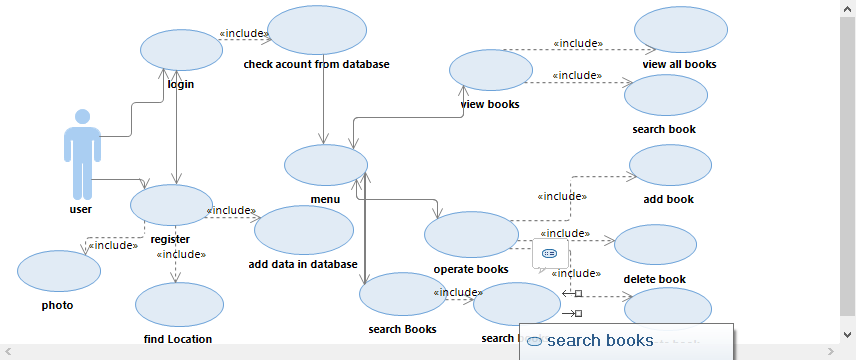 «include»
check acount from database
login
«include»
view all books
view books
«include»
search book
user
menu
«include»
add book
register
«include»
«include»
«include»
add data in database
photo
find Location
operate books
«include»
«include»
delete book
search Books
«include»
search
search books